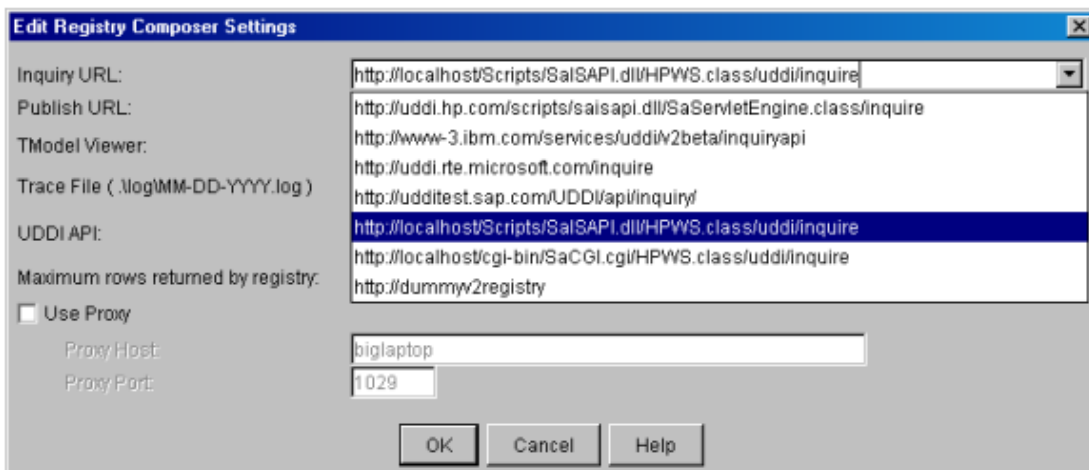 Edit Registry Composer Settings
Inquiry URL: http://localhost/Scripts/SaISAPI.dll/HPWS.class/uddi/inquire
Publish URL: http://uddi.hp.com/scripts/saisapi.dll/SaServletEngine.class/inquire
http://www-3.ibm.com/services/uddi/v2beta/inquiryapi
TModel Viewer:
http://uddi.rte.microsoft.com/inquire
Trace File ( .\log\MM-DD-YYYY.log )
http://udditest.sap.com/UDDI/api/inquiry/
UDDI API: http://localhost/Scripts/SaISAPI.dll/HPWS.class/uddi/inquire
http://localhost/cgi-bin/SaCGI.cgi/HPWS.class/uddi/inquire
Maximum rows returned by registry:
http://dummyv2registry
Use Proxy
Proxy Host: biglaptop
Proxy Port: 1029
OK Cancel Help